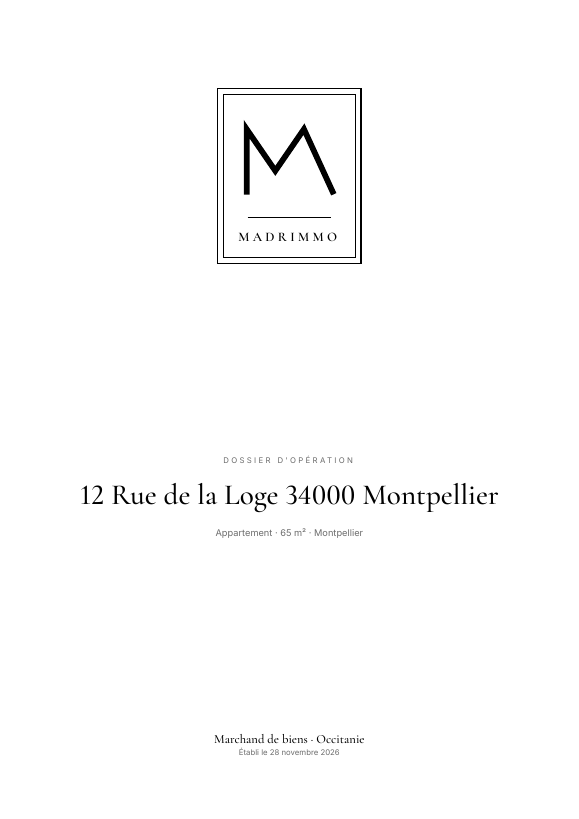 M
MADRIMMO
DOSSIER D'OPÉRATION
12 Rue de la Loge 34000 Montpellier
Appartement · 65 m² · Montpellier
Marchand de biens · Occitanie
Établi le 28 novembre 2026